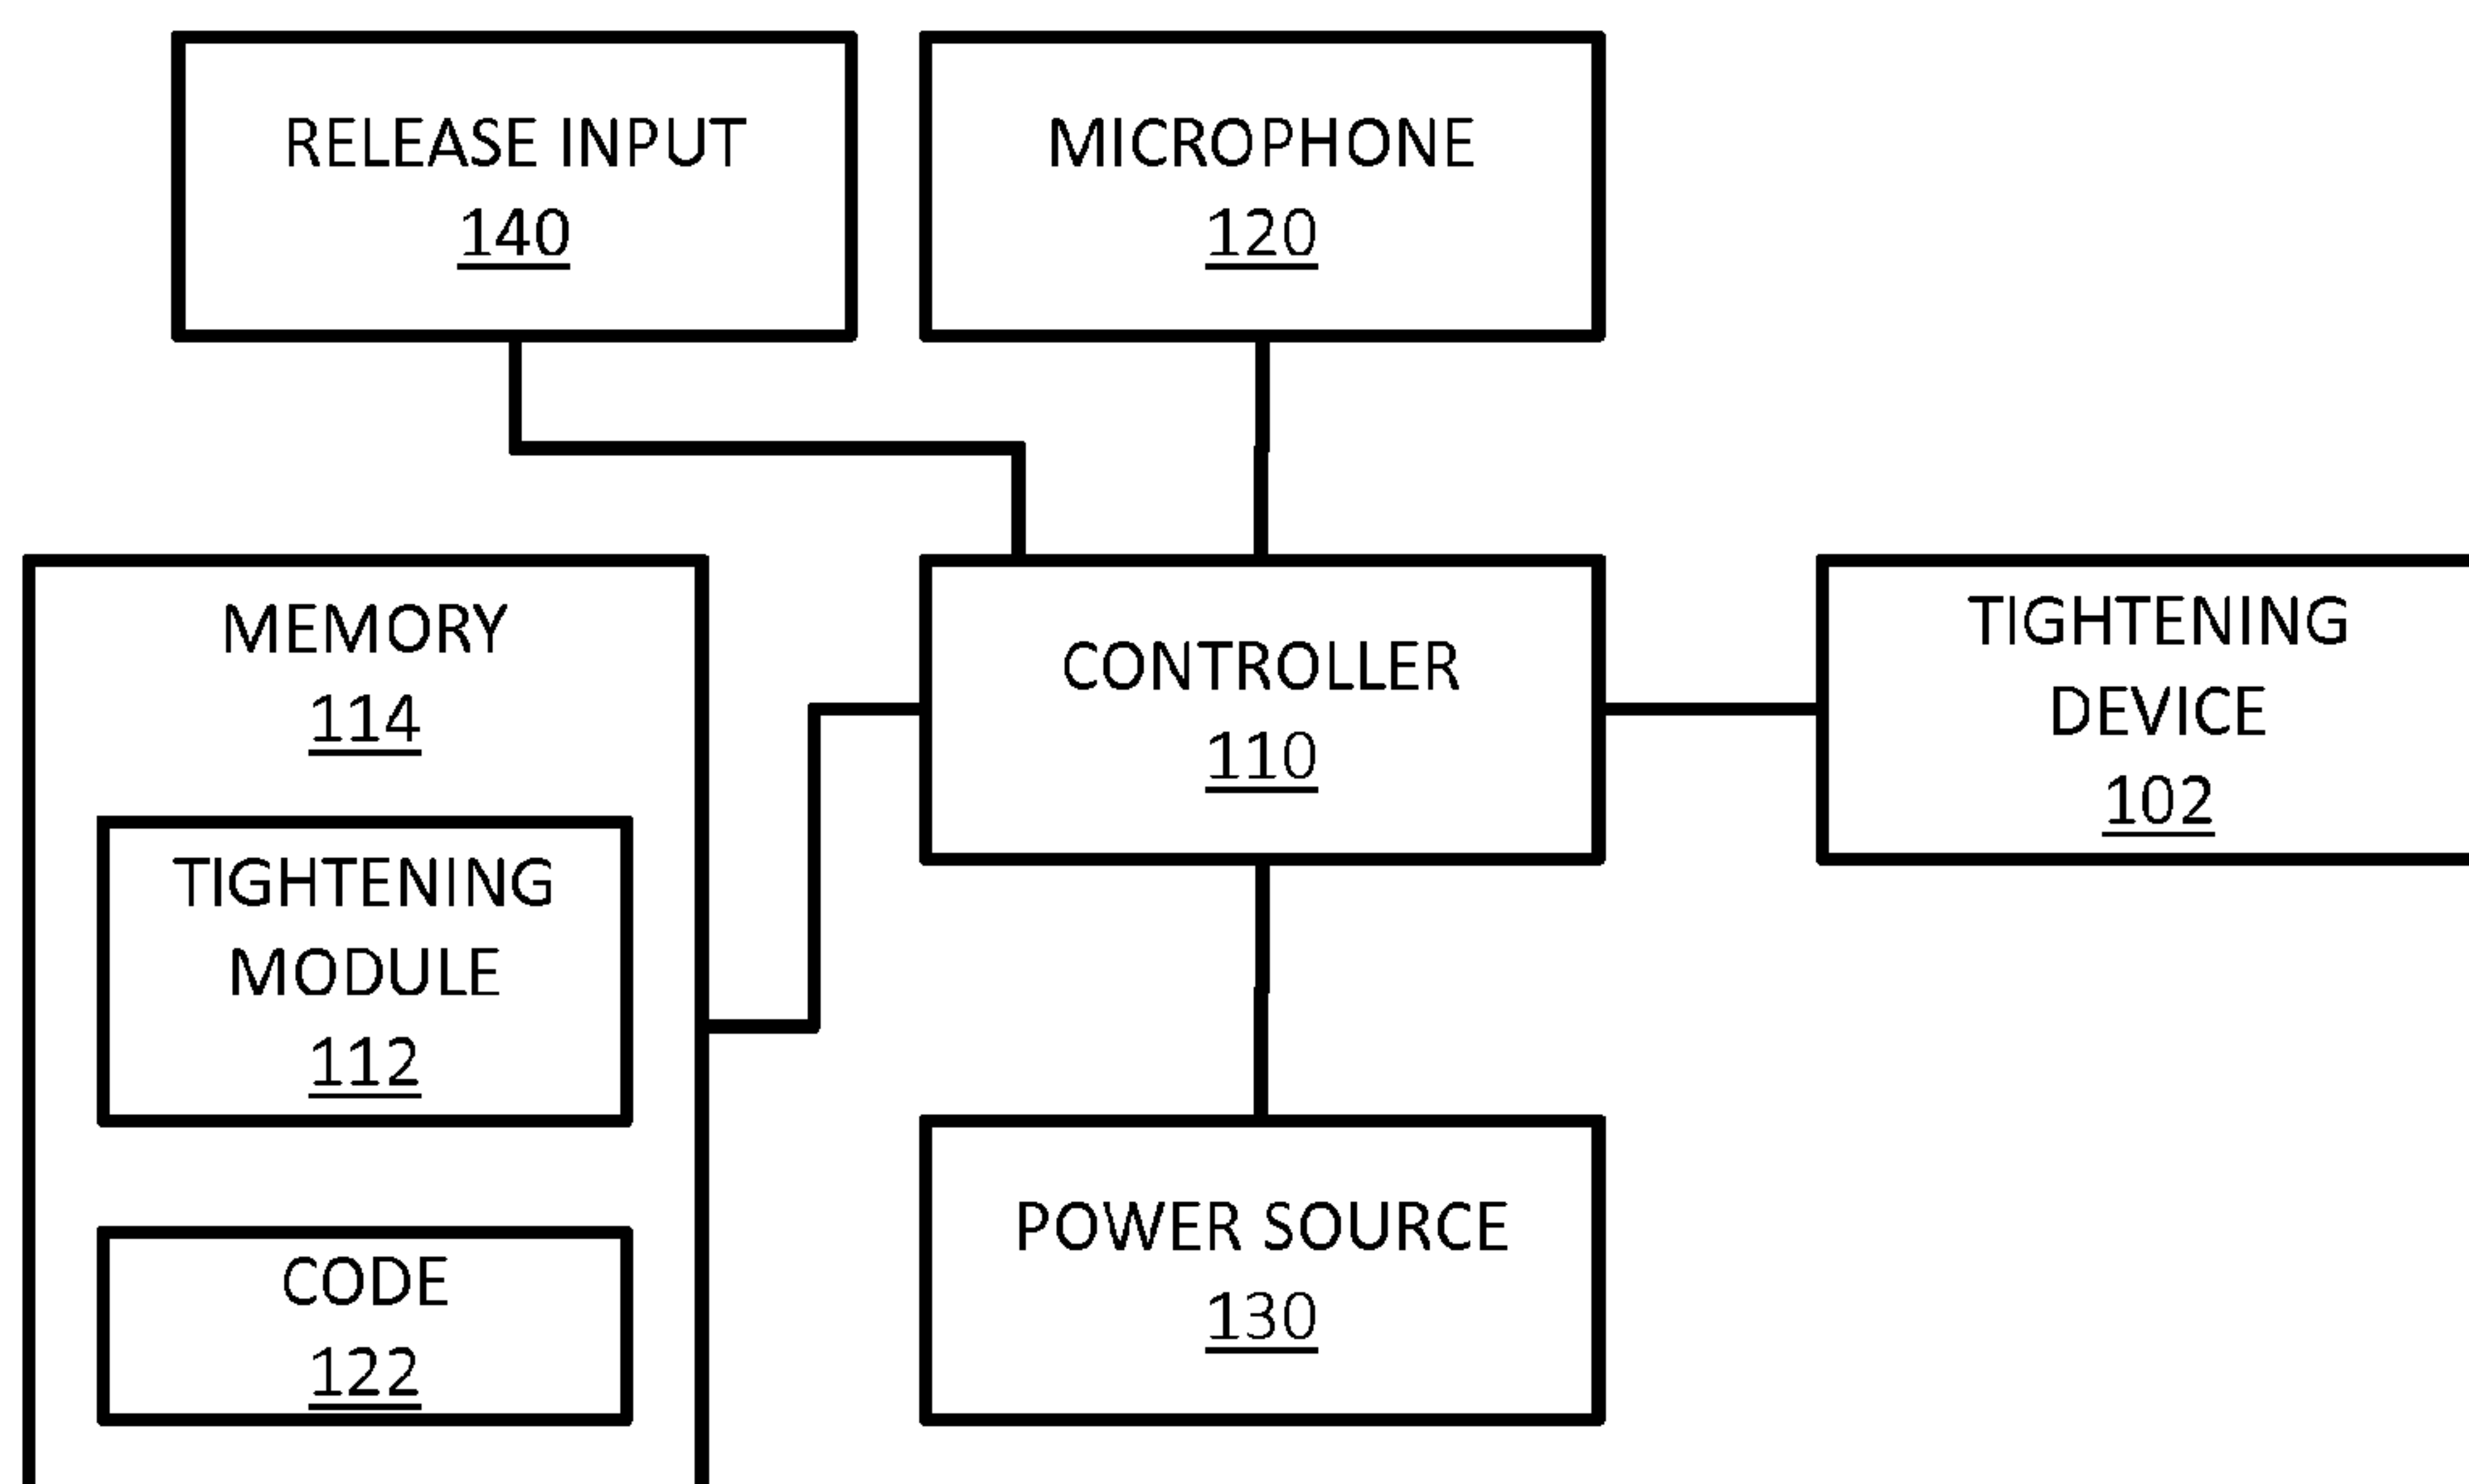 RELEASE INPUT
140
MICROPHONE
120
MEMORY
114
TIGHTENING
MODULE
112
CODE
122
CONTROLLER
110
TIGHTENING
DEVICE
102
POWER SOURCE
130